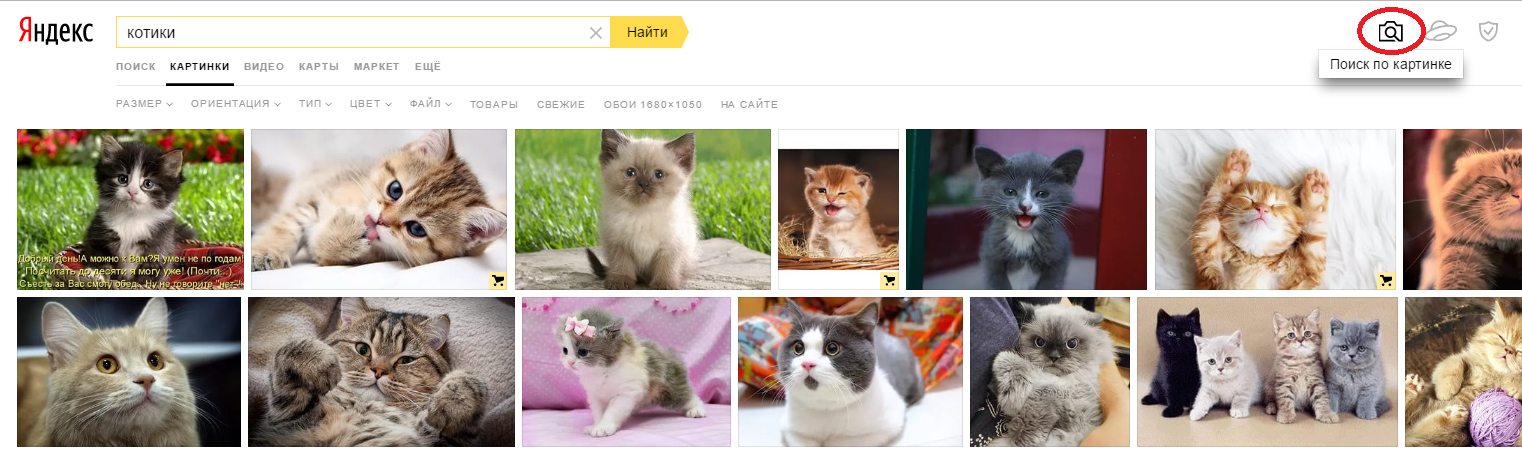 Яндекс
котики
Найти
Поиск по картинке
ПОИСК КАРТИНКИ ВИДЕО КАРТЫ МАРКЕТ ЕЩЁ
РАЗМЕР ОРИЕНТАЦИЯ ТИП ЦВЕТ ФАЙЛ ТОВАРЫ СВЕЖИЕ ОБОИ 1680×1050 НА САЙТЕ
Добрый день!А можно к Вам?Я умен не по годам!
Посчитать до десяти я могу уже! (Почти...)
Съесть за Вас смогу обед.. Ну не говорите "нет"!